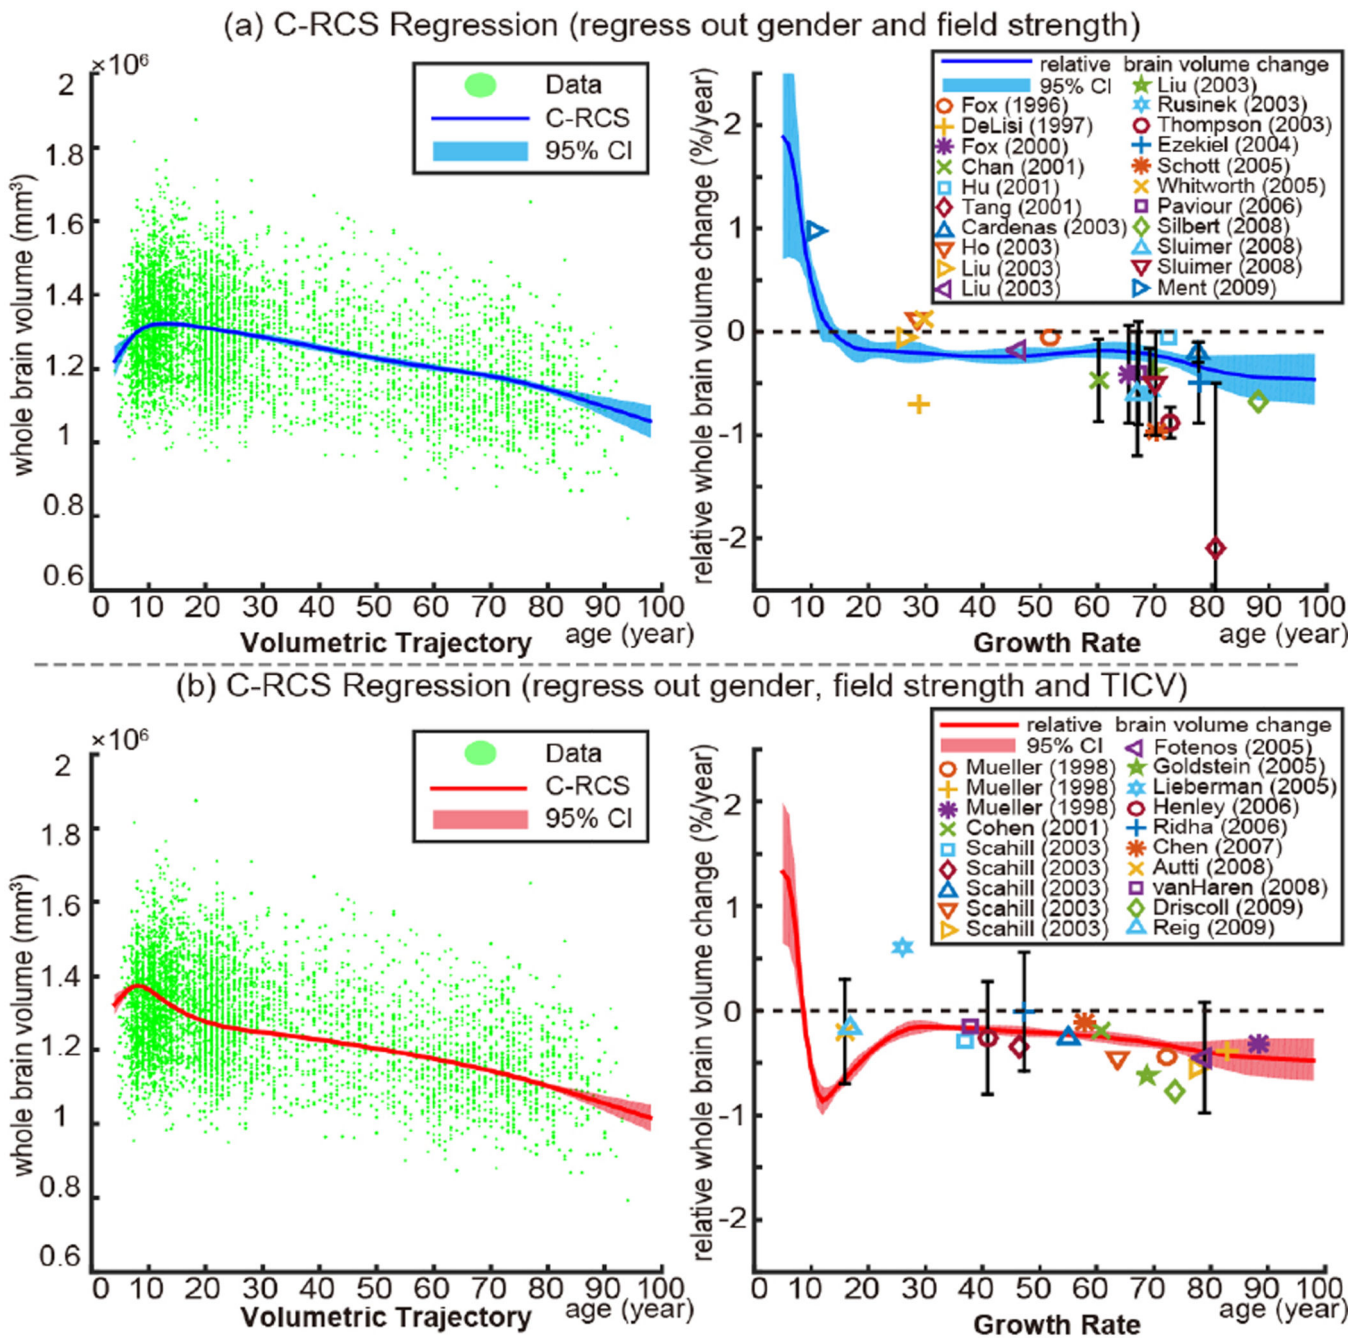 (a) C-RCS Regression (regress out gender and field strength)
×10⁶
2
1.8
1.6
1.4
1.2
1
0.8
0.6
whole brain volume (mm³)
Data
C-RCS
95% CI
0 10 20 30 40 50 60 70 80 90 100
Volumetric Trajectory
age (year)
relative whole brain volume change (%/year)
2
1
0
-1
-2
relative brain volume change
95% CI
Fox (1996)
DeLisi (1997)
Fox (2000)
Chan (2001)
Hu (2001)
Tang (2001)
Cardenas (2003)
Ho (2003)
Liu (2003)
Liu (2003)
Liu (2003)
Rusinek (2003)
Thompson (2003)
Ezekiel (2004)
Schott (2005)
Whitworth (2005)
Paviour (2006)
Silbert (2008)
Sluimer (2008)
Sluimer (2008)
Ment (2009)
0 10 20 30 40 50 60 70 80 90 100
Growth Rate
age (year)
(b) C-RCS Regression (regress out gender, field strength and TICV)
×10⁶
2
1.8
1.6
1.4
1.2
1
0.8
0.6
whole brain volume (mm³)
Data
C-RCS
95% CI
0 10 20 30 40 50 60 70 80 90 100
Volumetric Trajectory
age (year)
relative whole brain volume change (%/year)
2
1
0
-1
-2
relative brain volume change
95% CI
Mueller (1998)
Mueller (1998)
Mueller (1998)
Cohen (2001)
Scahill (2003)
Scahill (2003)
Scahill (2003)
Scahill (2003)
Scahill (2003)
Fotenos (2005)
Goldstein (2005)
Lieberman (2005)
Henley (2006)
Ridha (2006)
Chen (2007)
Autti (2008)
vanHaren (2008)
Driscoll (2009)
Reig (2009)
0 10 20 30 40 50 60 70 80 90 100
Growth Rate
age (year)